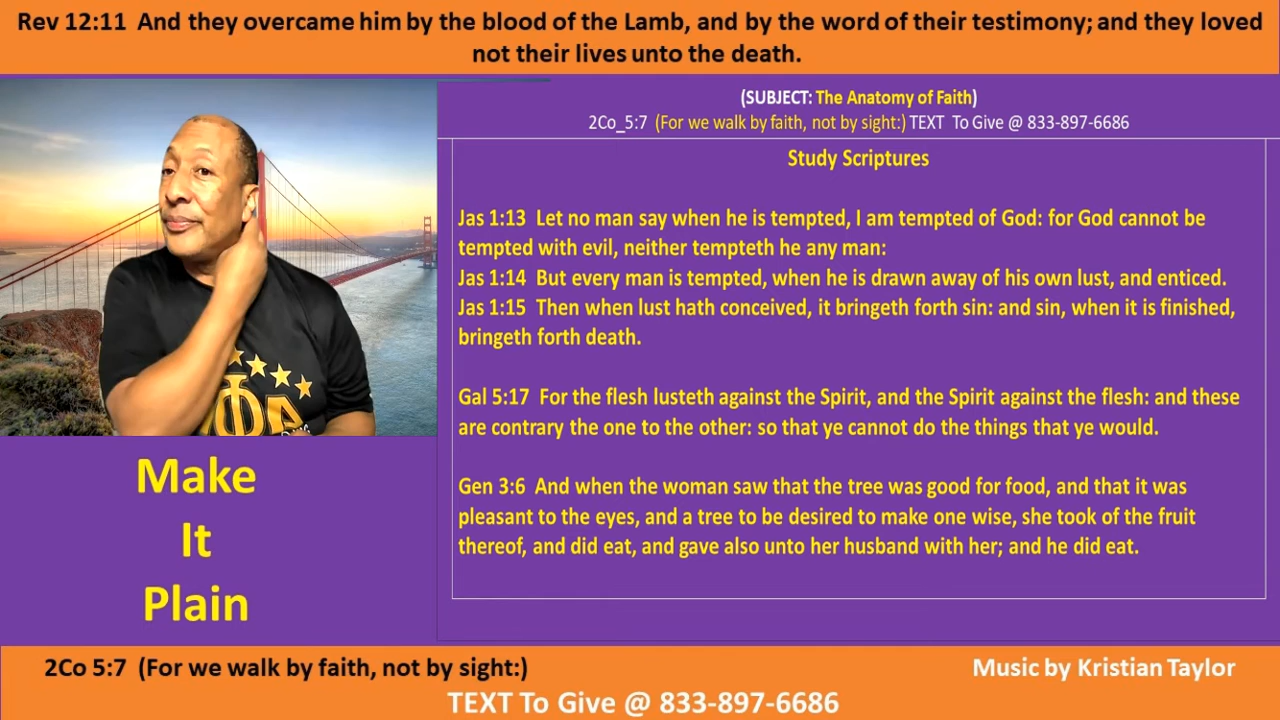 Rev 12:11 And they overcame him by the blood of the Lamb, and by the word of their testimony; and they loved
not their lives unto the death.
(SUBJECT: The Anatomy of Faith)
2Co_5:7 (For we walk by faith, not by sight:) TEXT To Give @ 833-897-6686
Study Scriptures
Jas 1:13 Let no man say when he is tempted, I am tempted of God: for God cannot be
tempted with evil, neither tempteth he any man:
Jas 1:14 But every man is tempted, when he is drawn away of his own lust, and enticed.
Jas 1:15 Then when lust hath conceived, it bringeth forth sin: and sin, when it is finished,
bringeth forth death.
Gal 5:17 For the flesh lusteth against the Spirit, and the Spirit against the flesh: and these
are contrary the one to the other: so that ye cannot do the things that ye would.
Gen 3:6 And when the woman saw that the tree was good for food, and that it was
pleasant to the eyes, and a tree to be desired to make one wise, she took of the fruit
thereof, and did eat, and gave also unto her husband with her; and he did eat.
Make
It
Plain
2Co 5:7 (For we walk by faith, not by sight:)
Music by Kristian Taylor
TEXT To Give @ 833-897-6686